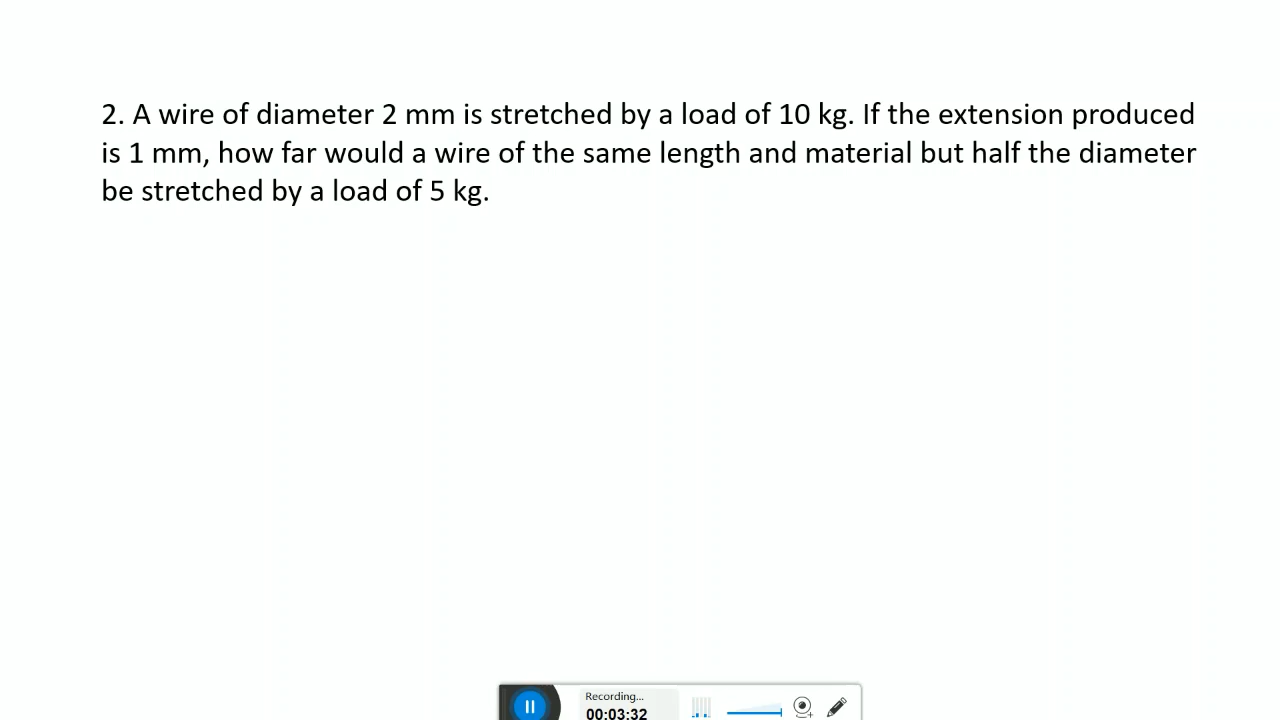 2. A wire of diameter 2 mm is stretched by a load of 10 kg. If the extension produced
is 1 mm, how far would a wire of the same length and material but half the diameter
be stretched by a load of 5 kg.
Recording...
00:03:32